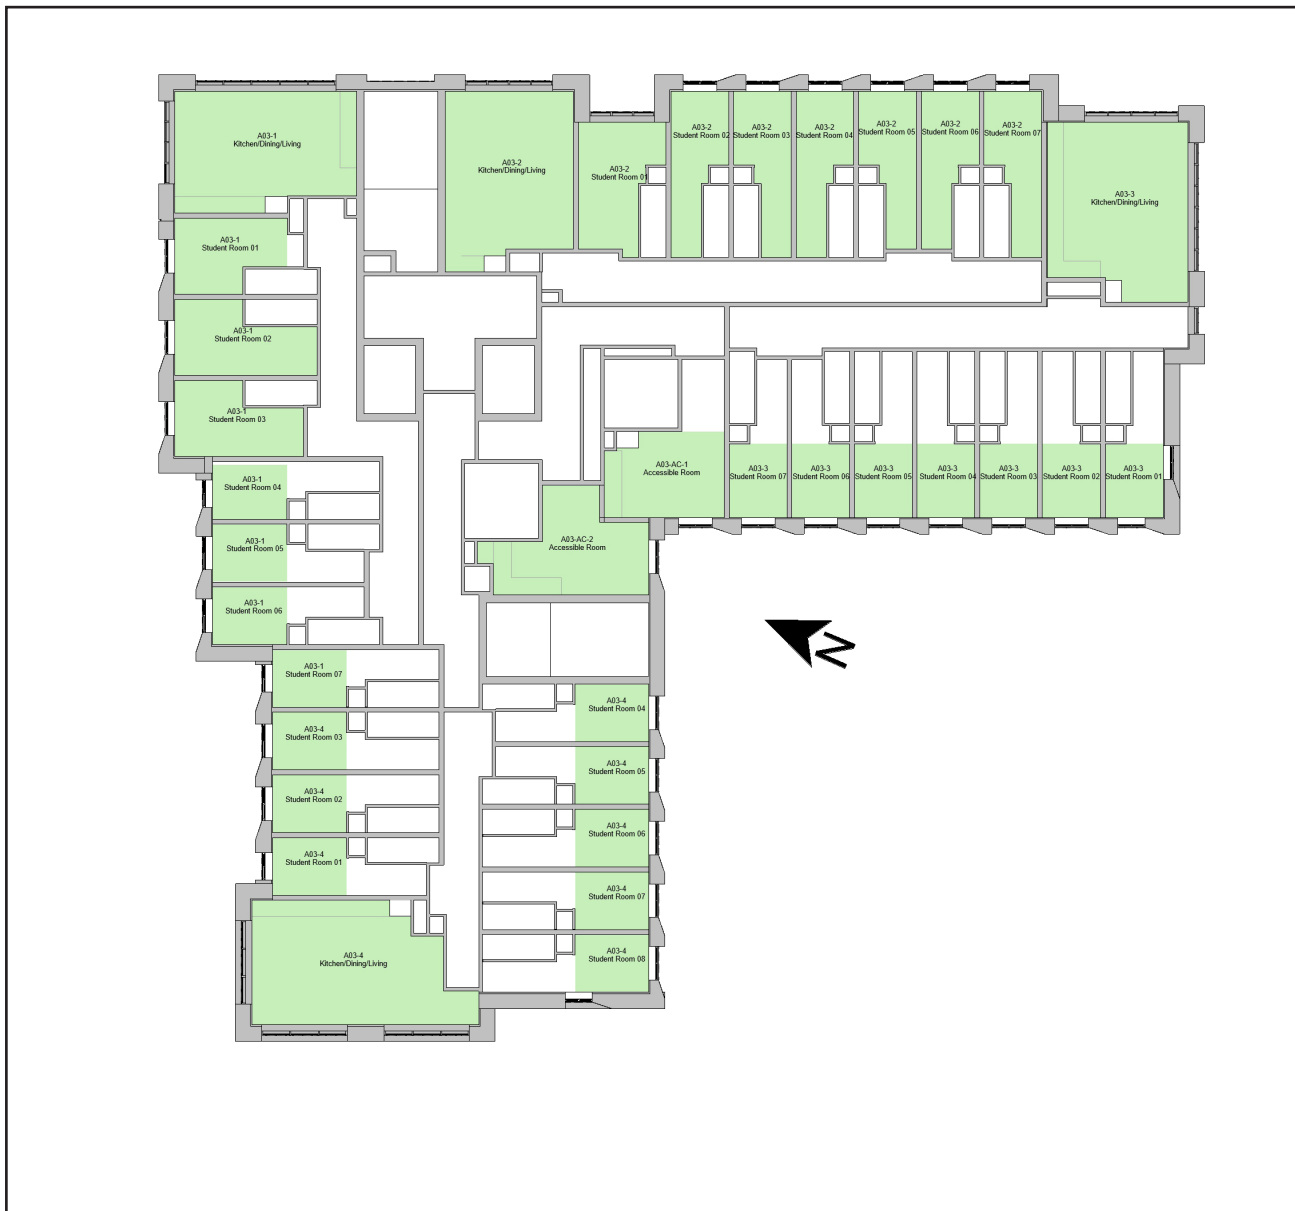 A03-1
Kitchen/Dining/Living
A03-2
Kitchen/Dining/Living
A03-2
Student Room 01
A03-2
Student Room 02
A03-2
Student Room 03
A03-2
Student Room 04
A03-2
Student Room 05
A03-2
Student Room 06
A03-2
Student Room 07
A03-3
Kitchen/Dining/Living
A03-1
Student Room 01
A03-1
Student Room 02
A03-1
Student Room 03
A03-1
Student Room 04
A03-1
Student Room 05
A03-1
Student Room 06
A03-AC-1
Accessible Room
A03-3
Student Room 07
A03-3
Student Room 06
A03-3
Student Room 05
A03-3
Student Room 04
A03-3
Student Room 03
A03-3
Student Room 02
A03-3
Student Room 01
A03-AC-2
Accessible Room
N
A03-1
Student Room 07
A03-4
Student Room 03
A03-4
Student Room 02
A03-4
Student Room 01
A03-4
Student Room 04
A03-4
Student Room 05
A03-4
Student Room 06
A03-4
Student Room 07
A03-4
Student Room 08
A03-4
Kitchen/Dining/Living